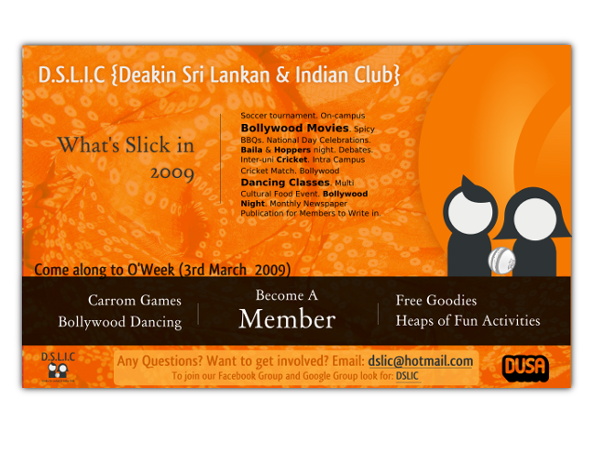 D.S.L.I.C {Deakin Sri Lankan & Indian Club}
What's Slick in
2009
Soccer tournament. On-campus
Bollywood Movies. Spicy
BBQs. National Day Celebrations.
Baila & Hoppers night. Debates.
Inter-uni Cricket. Intra Campus
Cricket Match. Bollywood
Dancing Classes. Multi
Cultural Food Event. Bollywood
Night. Monthly Newspaper
Publication for Members to Write in.
Come along to O'Week (3rd March 2009)
Carrom Games
Bollywood Dancing
Become A
Member
Free Goodies
Heaps of Fun Activities
D.S.L.I.C
Any Questions? Want to get involved? Email: dslic@hotmail.com
To join our Facebook Group and Google Group look for: DSLIC
DUSA